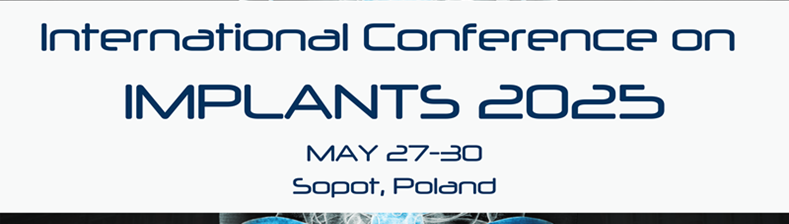 International Conference on
IMPLANTS 2025
MAY 27-30
Sopot, Poland